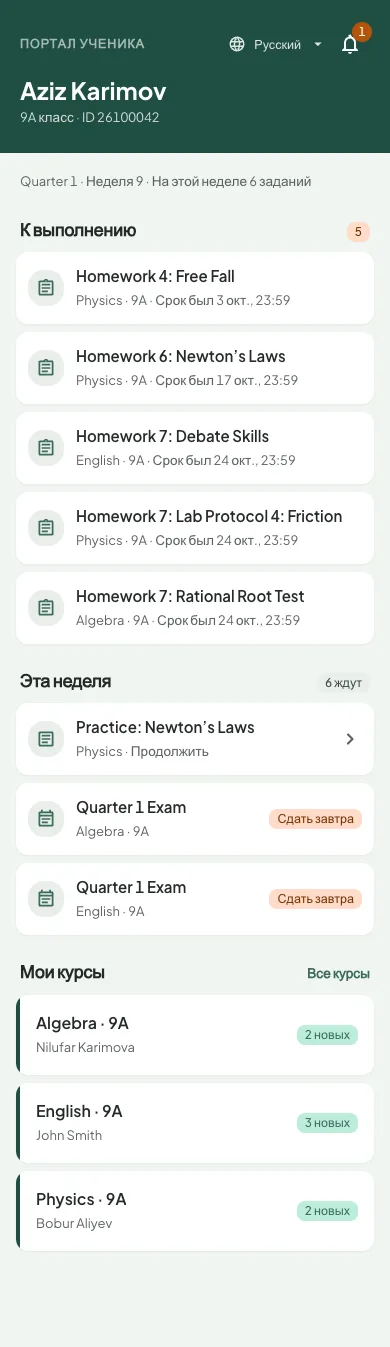 ПОРТАЛ УЧЕНИКА
Русский
1
Aziz Karimov
9A класс · ID 26100042
Quarter 1 · Неделя 9 · На этой неделе 6 заданий
К выполнению
5
Homework 4: Free Fall
Physics · 9A · Срок был 3 окт., 23:59
Homework 6: Newton’s Laws
Physics · 9A · Срок был 17 окт., 23:59
Homework 7: Debate Skills
English · 9A · Срок был 24 окт., 23:59
Homework 7: Lab Protocol 4: Friction
Physics · 9A · Срок был 24 окт., 23:59
Homework 7: Rational Root Test
Algebra · 9A · Срок был 24 окт., 23:59
Эта неделя
6 ждут
Practice: Newton’s Laws
Physics · Продолжить
Quarter 1 Exam
Algebra · 9A
Сдать завтра
Quarter 1 Exam
English · 9A
Сдать завтра
Мои курсы
Все курсы
Algebra · 9A
Nilufar Karimova
2 новых
English · 9A
John Smith
3 новых
Physics · 9A
Bobur Aliyev
2 новых